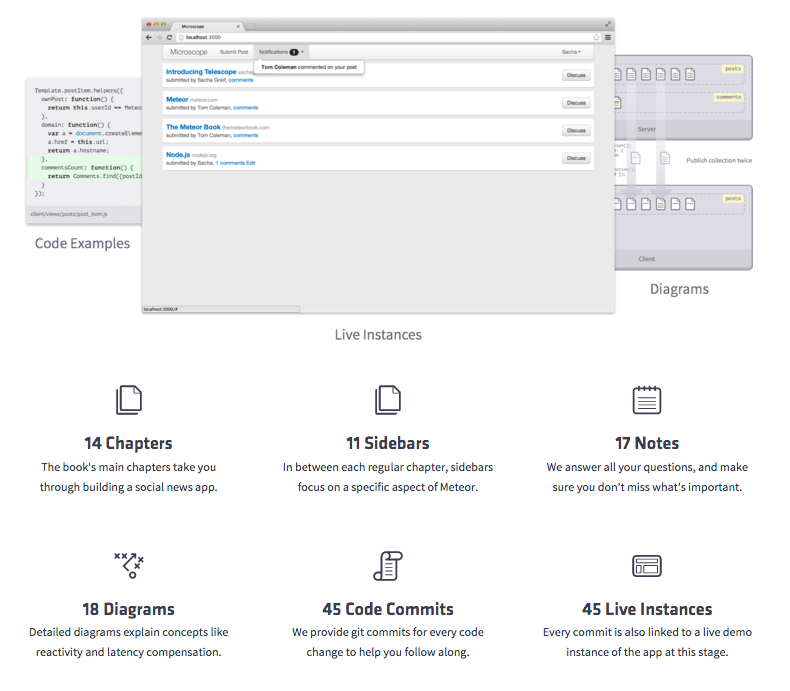 Microscope
localhost:3000
Microscope Submit Post Notifications 1 Sacha
Tom Coleman commented on your post
Introducing Telescope sacha
submitted by Sacha Greif, comments
Discuss
Meteor meteor.com
submitted by Tom Coleman, comments
Discuss
The Meteor Book themeteorbook.com
submitted by Tom Coleman, comments
Discuss
Node.js nodejs.org
submitted by Sacha, 1 comments Edit
Discuss
localhost:3000/#
Template.postItem.helpers({
ownPost: function() {
return this.userId == Meteo
},
domain: function() {
var a = document.createEleme
a.href = this.url;
return a.hostname;
},
commentsCount: function() {
return Comments.find({postId
}
});
client/views/posts/post_item.js
Code Examples
posts
comments
Server
Publish collection twice
posts
Client
Diagrams
Live Instances
14 Chapters
The book's main chapters take you
through building a social news app.
11 Sidebars
In between each regular chapter, sidebars
focus on a specific aspect of Meteor.
17 Notes
We answer all your questions, and make
sure you don't miss what's important.
18 Diagrams
Detailed diagrams explain concepts like
reactivity and latency compensation.
45 Code Commits
We provide git commits for every code
change to help you follow along.
45 Live Instances
Every commit is also linked to a live demo
instance of the app at this stage.